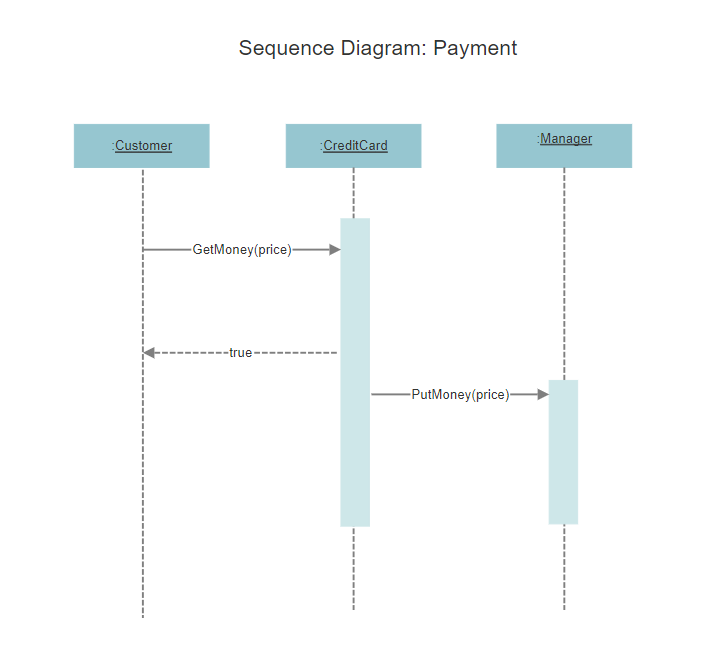 Sequence Diagram: Payment
:Customer
:CreditCard
:Manager
GetMoney(price)
true
PutMoney(price)